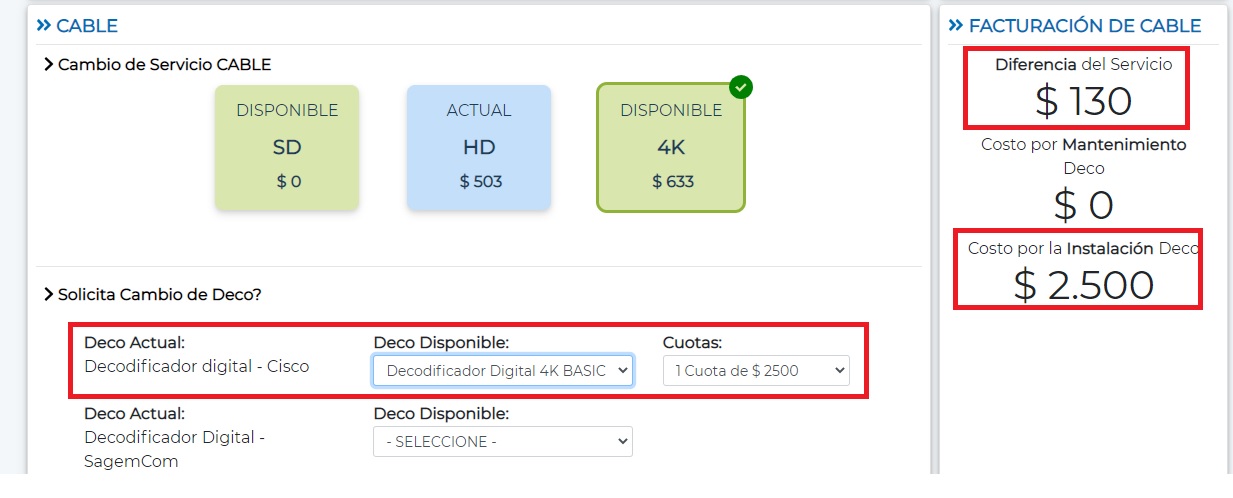 CABLE
Cambio de Servicio CABLE
DISPONIBLE
SD
$ 0
ACTUAL
HD
$ 503
DISPONIBLE
4K
$ 633
Solicita Cambio de Deco?
Deco Actual:
Decodificador digital - Cisco
Deco Disponible:
Decodificador Digital 4K BASIC
Cuotas:
1 Cuota de $ 2500
Deco Actual:
Decodificador Digital -
SagemCom
Deco Disponible:
- SELECCIONE -
FACTURACIÓN DE CABLE
Diferencia del Servicio
$ 130
Costo por Mantenimiento
Deco
$ 0
Costo por la Instalación Deco
$ 2.500